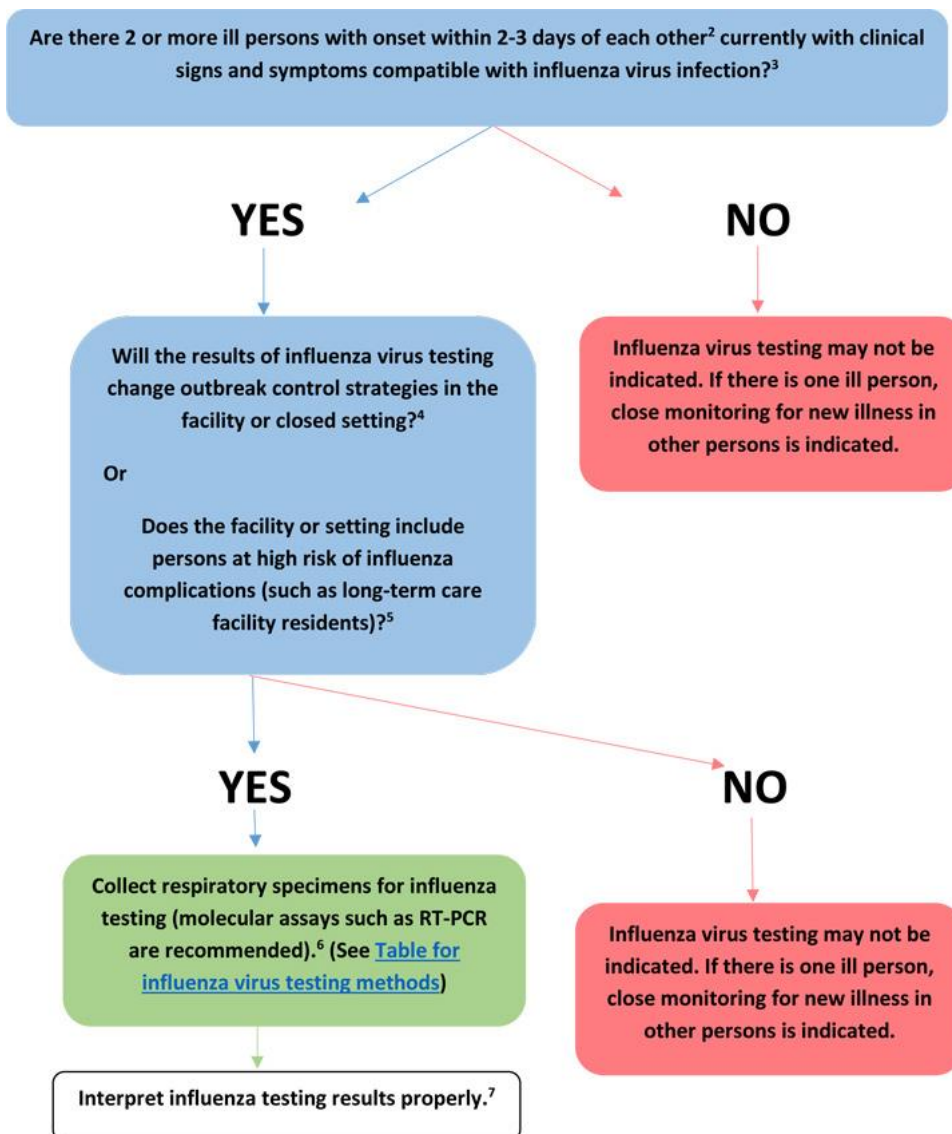 Are there 2 or more ill persons with onset within 2-3 days of each other² currently with clinical
signs and symptoms compatible with influenza virus infection?³
YES
NO
Will the results of influenza virus testing
change outbreak control strategies in the
facility or closed setting?⁴
Or
Does the facility or setting include
persons at high risk of influenza
complications (such as long-term care
facility residents)?⁵
Influenza virus testing may not be
indicated. If there is one ill person,
close monitoring for new illness in
other persons is indicated.
YES
NO
Collect respiratory specimens for influenza
testing (molecular assays such as RT-PCR
are recommended).⁶ (See Table for
influenza virus testing methods)
Influenza virus testing may not be
indicated. If there is one ill person,
close monitoring for new illness in
other persons is indicated.
Interpret influenza testing results properly.⁷